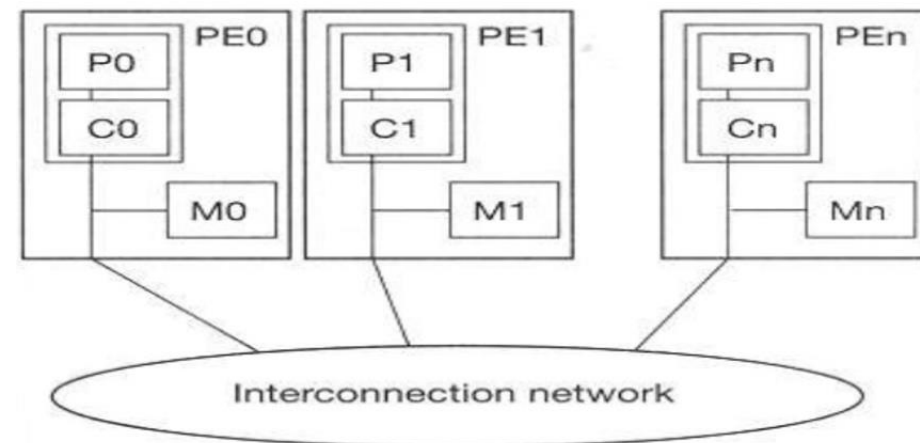 PE0
P0
C0
M0
PE1
P1
C1
M1
PEn
Pn
Cn
Mn
Interconnection network